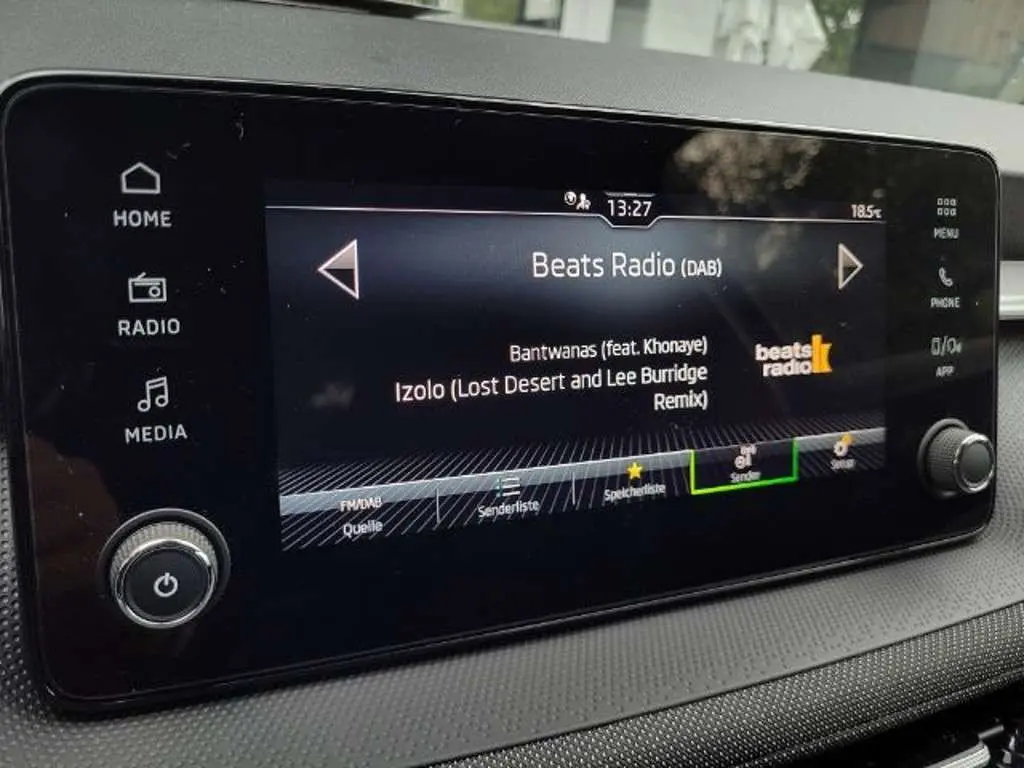 HOME
RADIO
MEDIA
13:27
18.5°C
Beats Radio (DAB)
Bantwanas (feat. Khonaye)
Izolo (Lost Desert and Lee Burridge
Remix)
beats
radio
FM/DAB
Quelle
Senderliste
Speicherliste
Sender
Setup
MENU
PHONE
APP